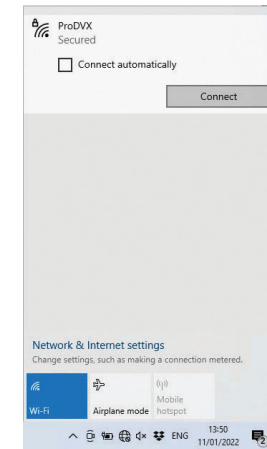 ProDVX
Secured
Connect automatically
Connect
Network & Internet settings
Change settings, such as making a connection metered.
Wi-Fi
Airplane mode
Mobile
hotspot
ENG
13:50
11/01/2022
2